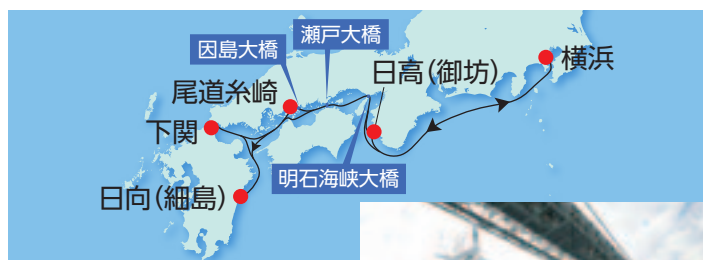 瀬戸大橋
因島大橋
横浜
日高(御坊)
尾道糸崎
下関
明石海峡大橋
日向(細島)